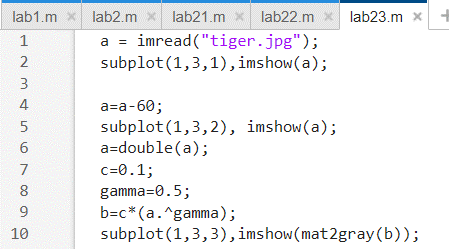 lab1.m × lab2.m × lab21.m × lab22.m × lab23.m × +
1 a = imread("tiger.jpg");
2 subplot(1,3,1),imshow(a);
3
4 a=a-60;
5 subplot(1,3,2), imshow(a);
6 a=double(a);
7 c=0.1;
8 gamma=0.5;
9 b=c*(a.^gamma);
10 subplot(1,3,3),imshow(mat2gray(b));